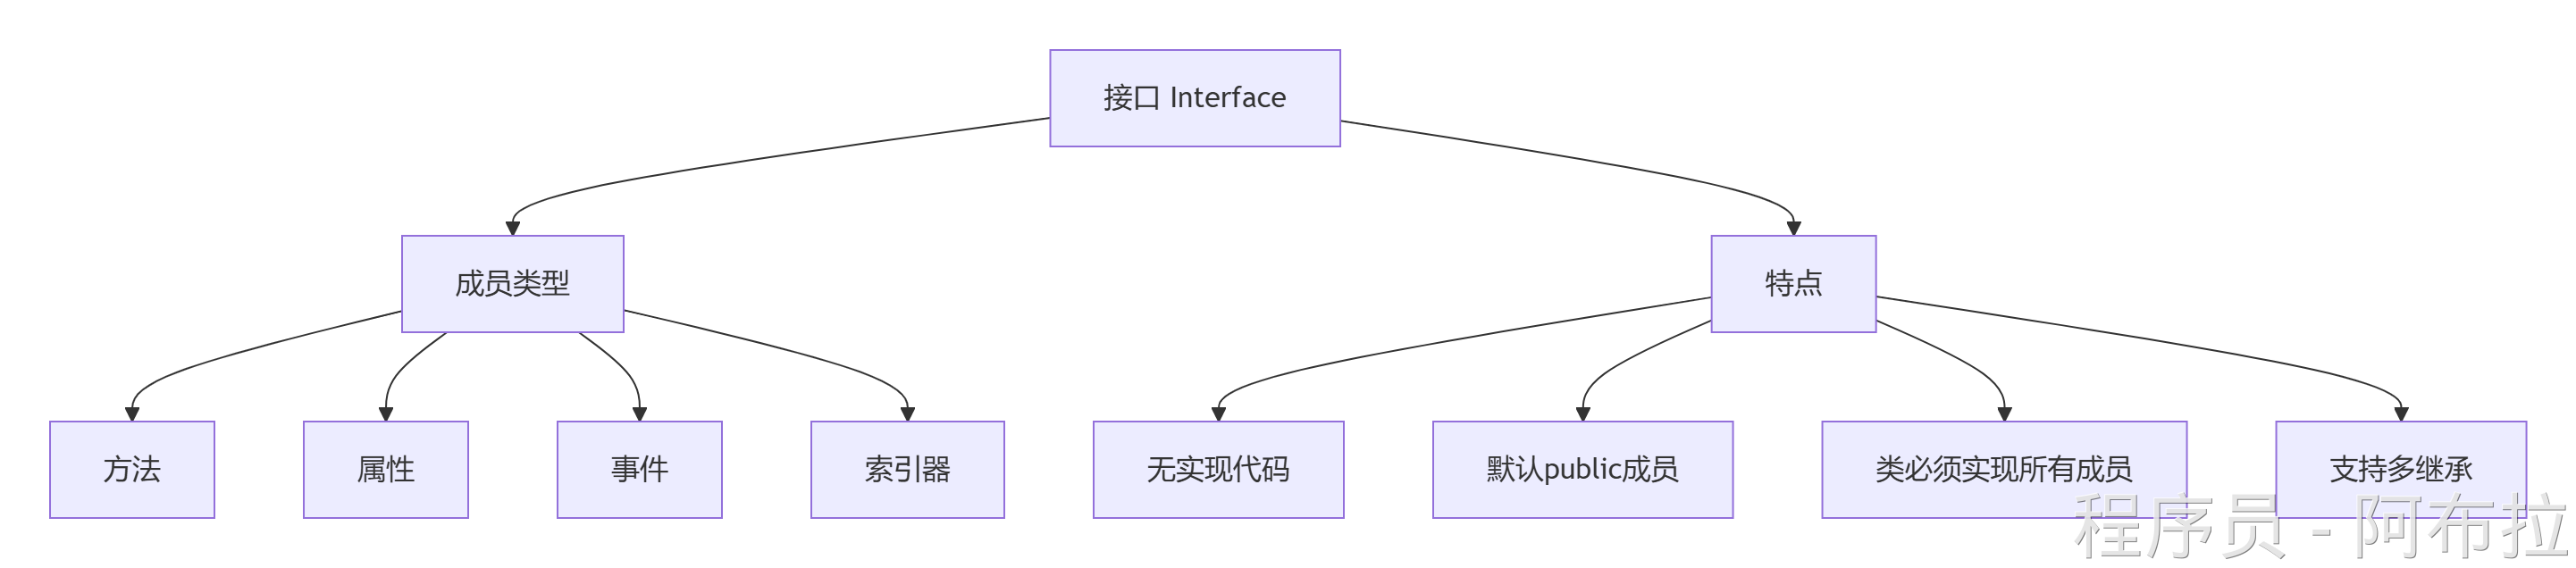 接口 Interface
成员类型
特点
方法
属性
事件
索引器
无实现代码
默认public成员
类必须实现所有成员
支持多继承
程序员 - 阿布拉